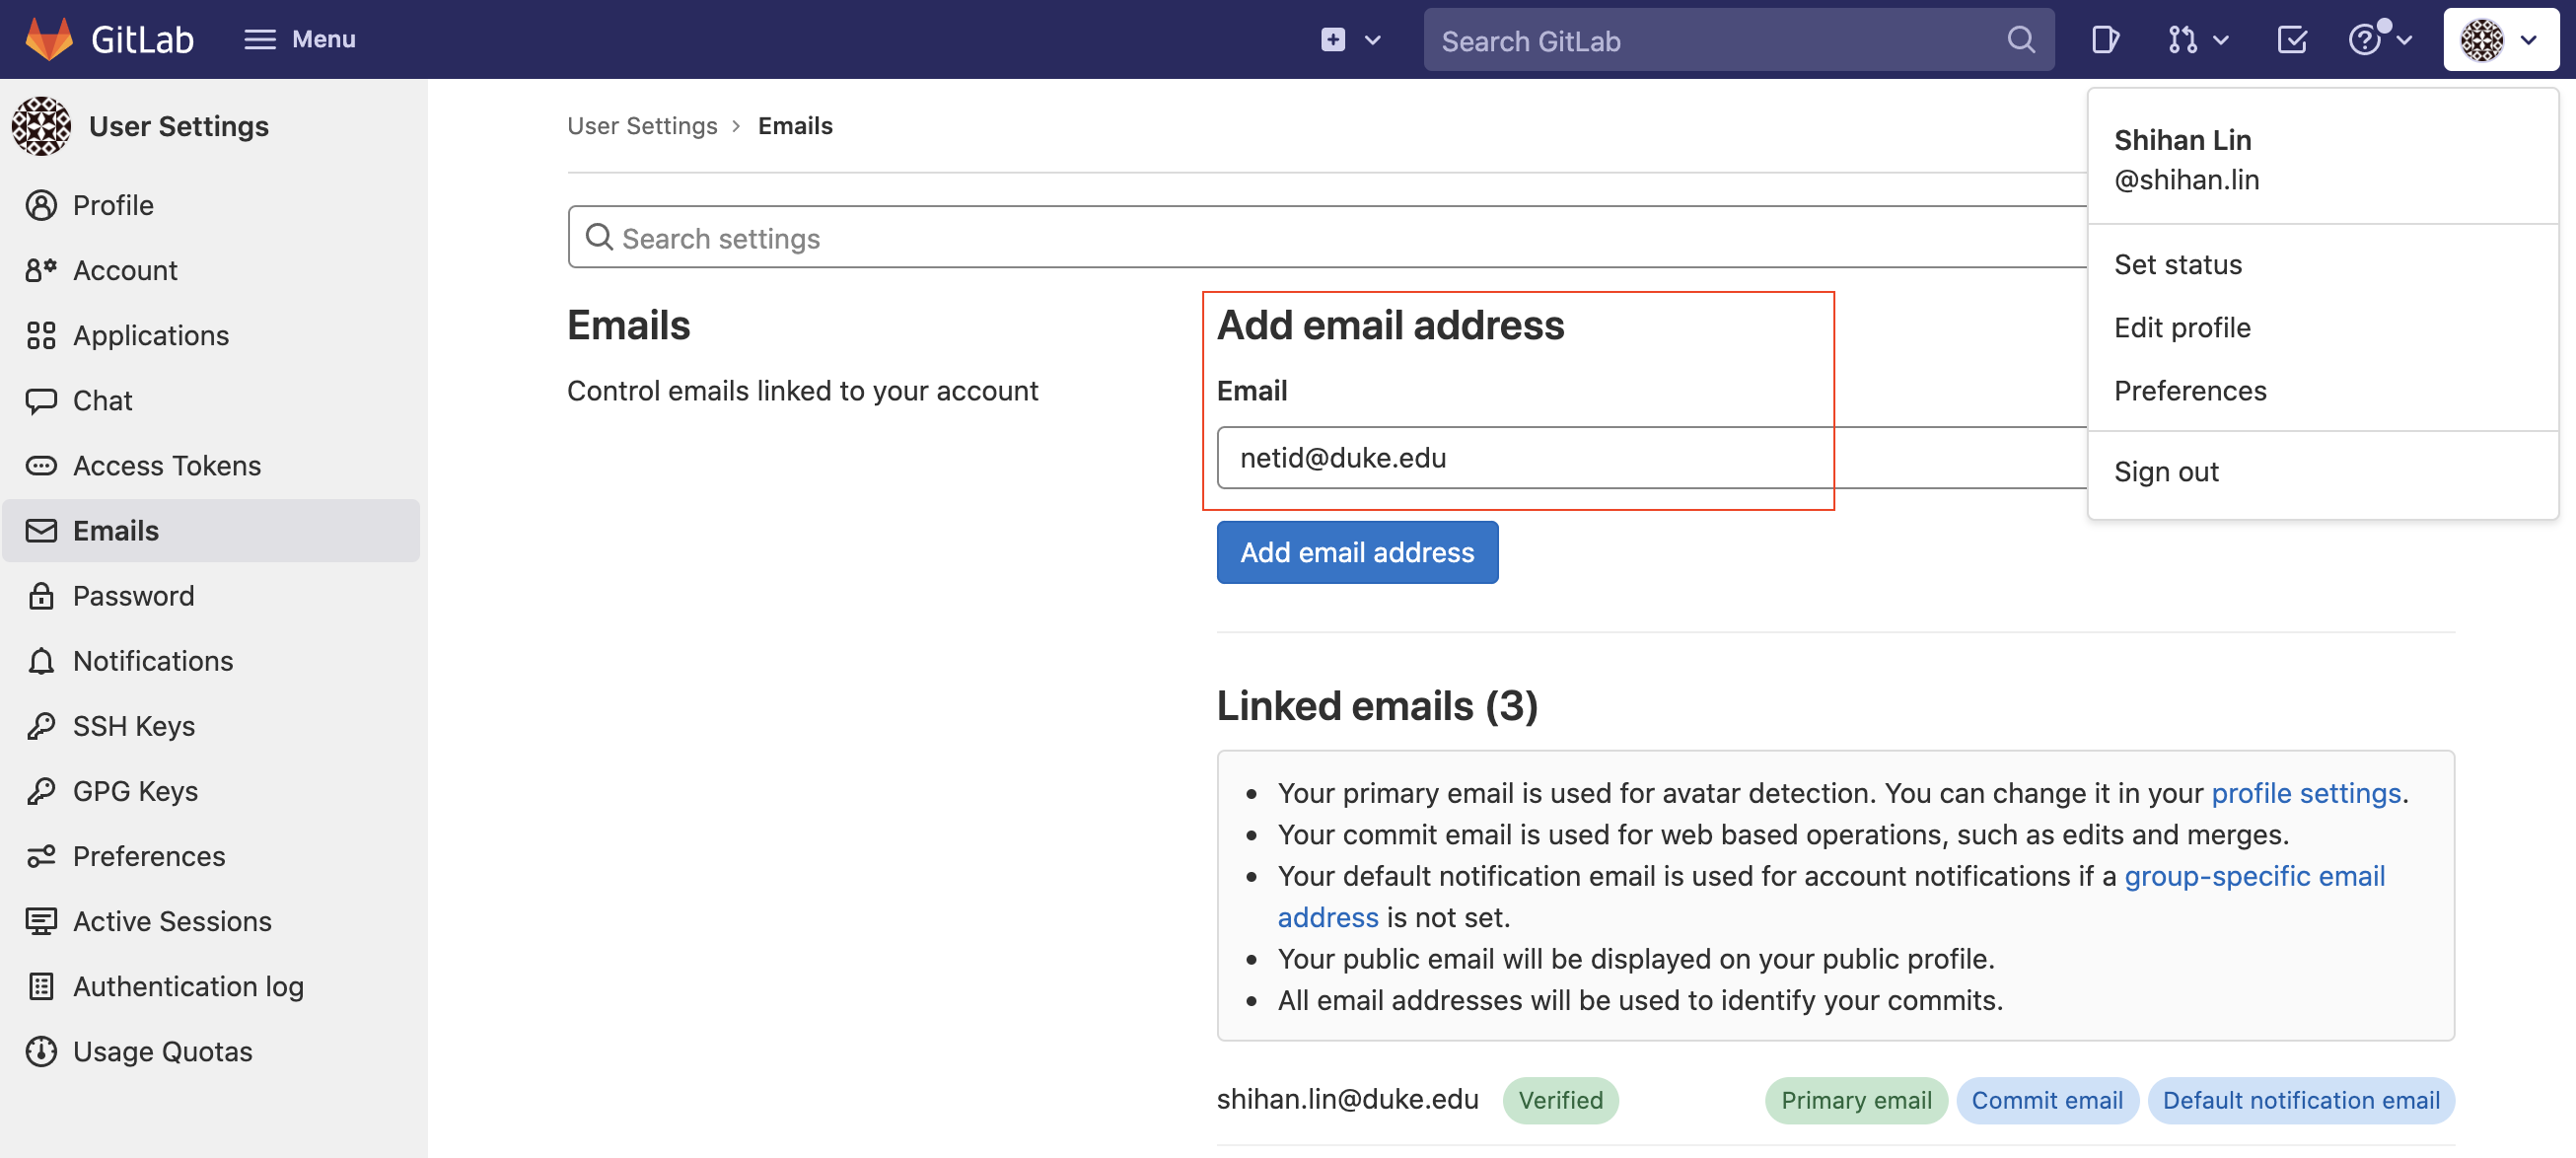 GitLab
Menu
Search GitLab
User Settings
Profile
Account
Applications
Chat
Access Tokens
Emails
Password
Notifications
SSH Keys
GPG Keys
Preferences
Active Sessions
Authentication log
Usage Quotas
User Settings › Emails
Search settings
Emails
Control emails linked to your account
Add email address
Email
netid@duke.edu
Add email address
Shihan Lin
@shihan.lin
Set status
Edit profile
Preferences
Sign out
Linked emails (3)
• Your primary email is used for avatar detection. You can change it in your profile settings.
• Your commit email is used for web based operations, such as edits and merges.
• Your default notification email is used for account notifications if a group-specific email
address is not set.
• Your public email will be displayed on your public profile.
• All email addresses will be used to identify your commits.
shihan.lin@duke.edu Verified Primary email Commit email Default notification email